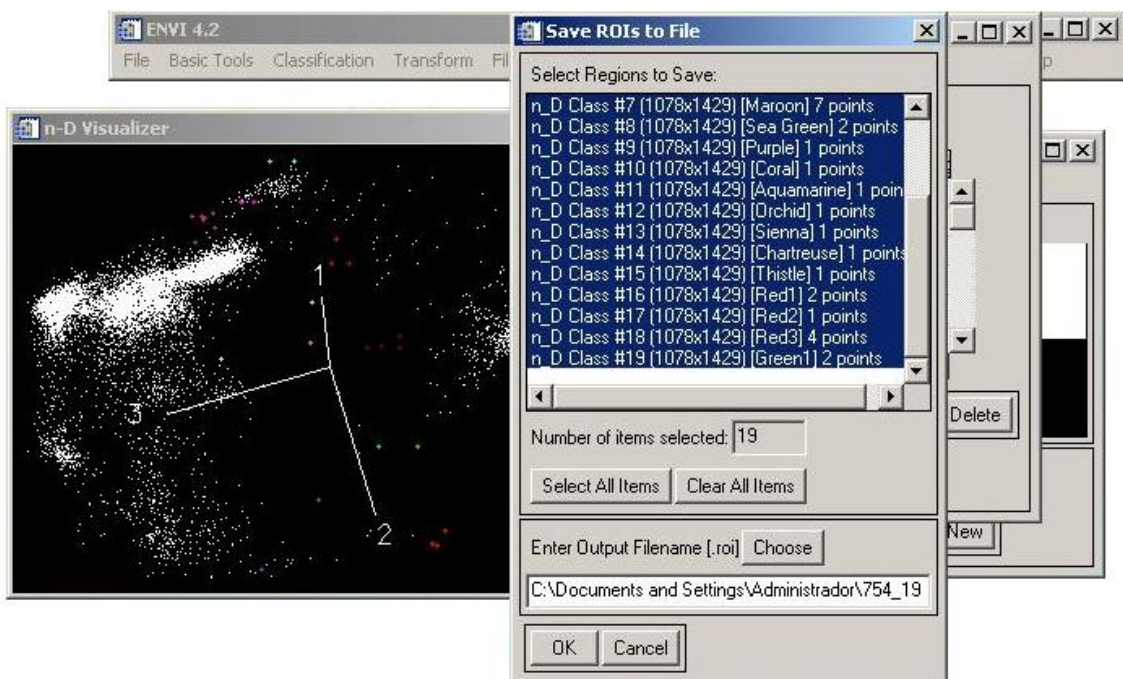 ENVI 4.2
File Basic Tools Classification Transform
n-D Visualizer
1
3
2
Save ROIs to File
Select Regions to Save:
n_D Class #7 (1078x1429) [Maroon] 7 points
n_D Class #8 (1078x1429) [Sea Green] 2 points
n_D Class #9 (1078x1429) [Purple] 1 points
n_D Class #10 (1078x1429) [Coral] 1 points
n_D Class #11 (1078x1429) [Aquamarine] 1 poin
n_D Class #12 (1078x1429) [Orchid] 1 points
n_D Class #13 (1078x1429) [Sienna] 1 points
n_D Class #14 (1078x1429) [Chartreuse] 1 points
n_D Class #15 (1078x1429) [Thistle] 1 points
n_D Class #16 (1078x1429) [Red1] 2 points
n_D Class #17 (1078x1429) [Red2] 1 points
n_D Class #18 (1078x1429) [Red3] 4 points
n_D Class #19 (1078x1429) [Green1] 2 points
Number of items selected: 19
Select All Items Clear All Items
Enter Output Filename [.roi] Choose
C:\Documents and Settings\Administrador\754_19
OK Cancel
Delete
New